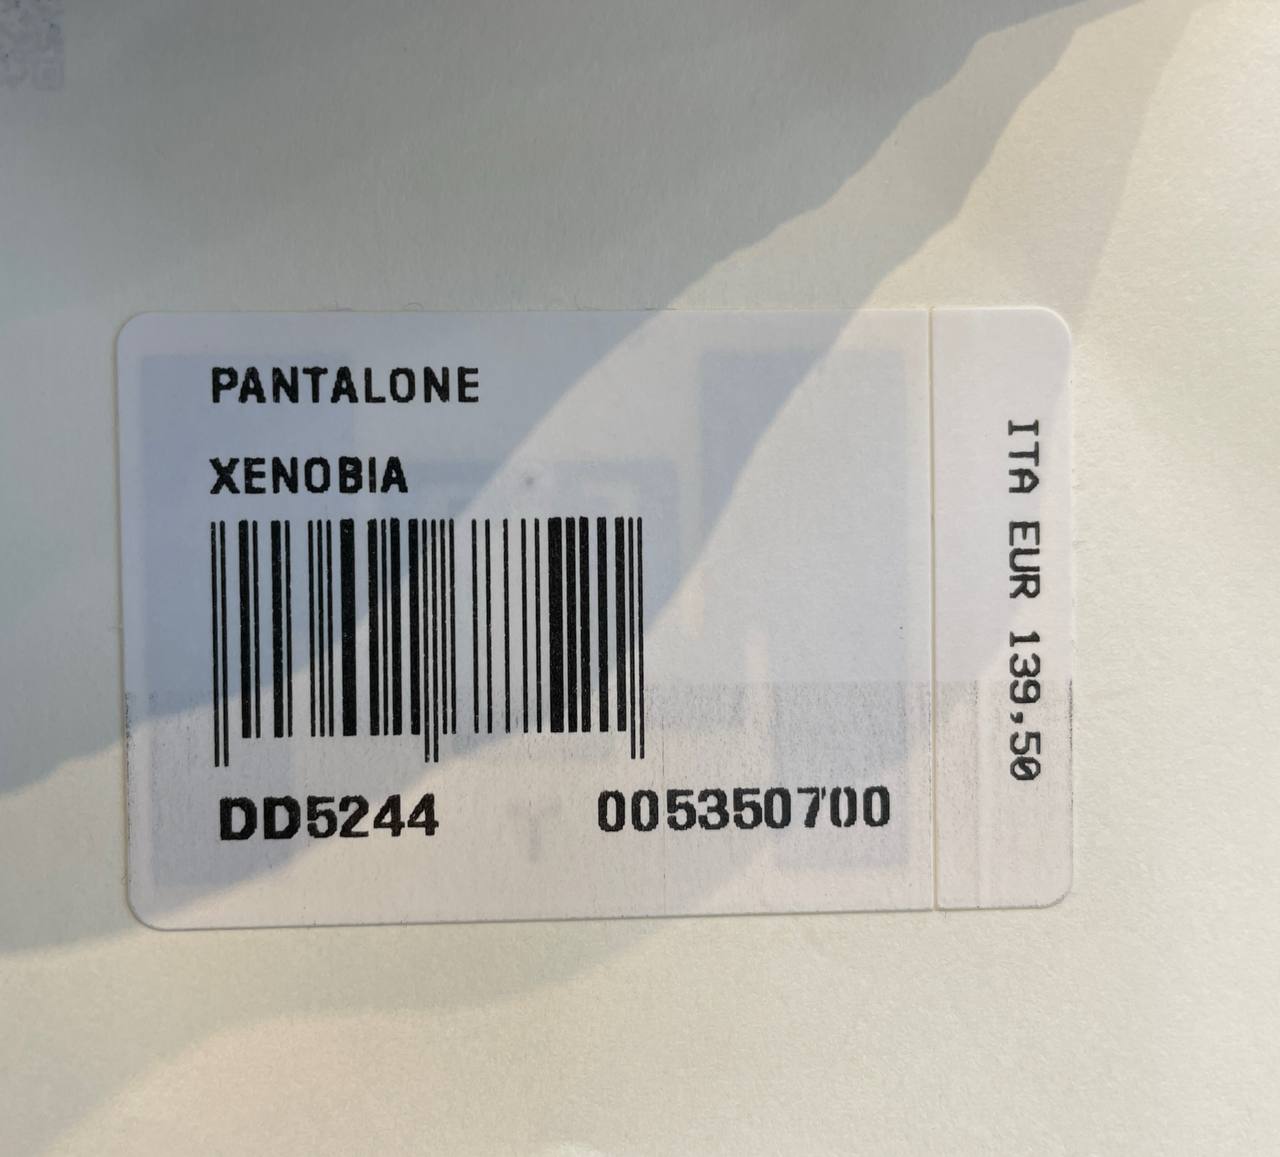 PANTALONE
XENOBIA
DD5244 005350700
ITA EUR 139,50